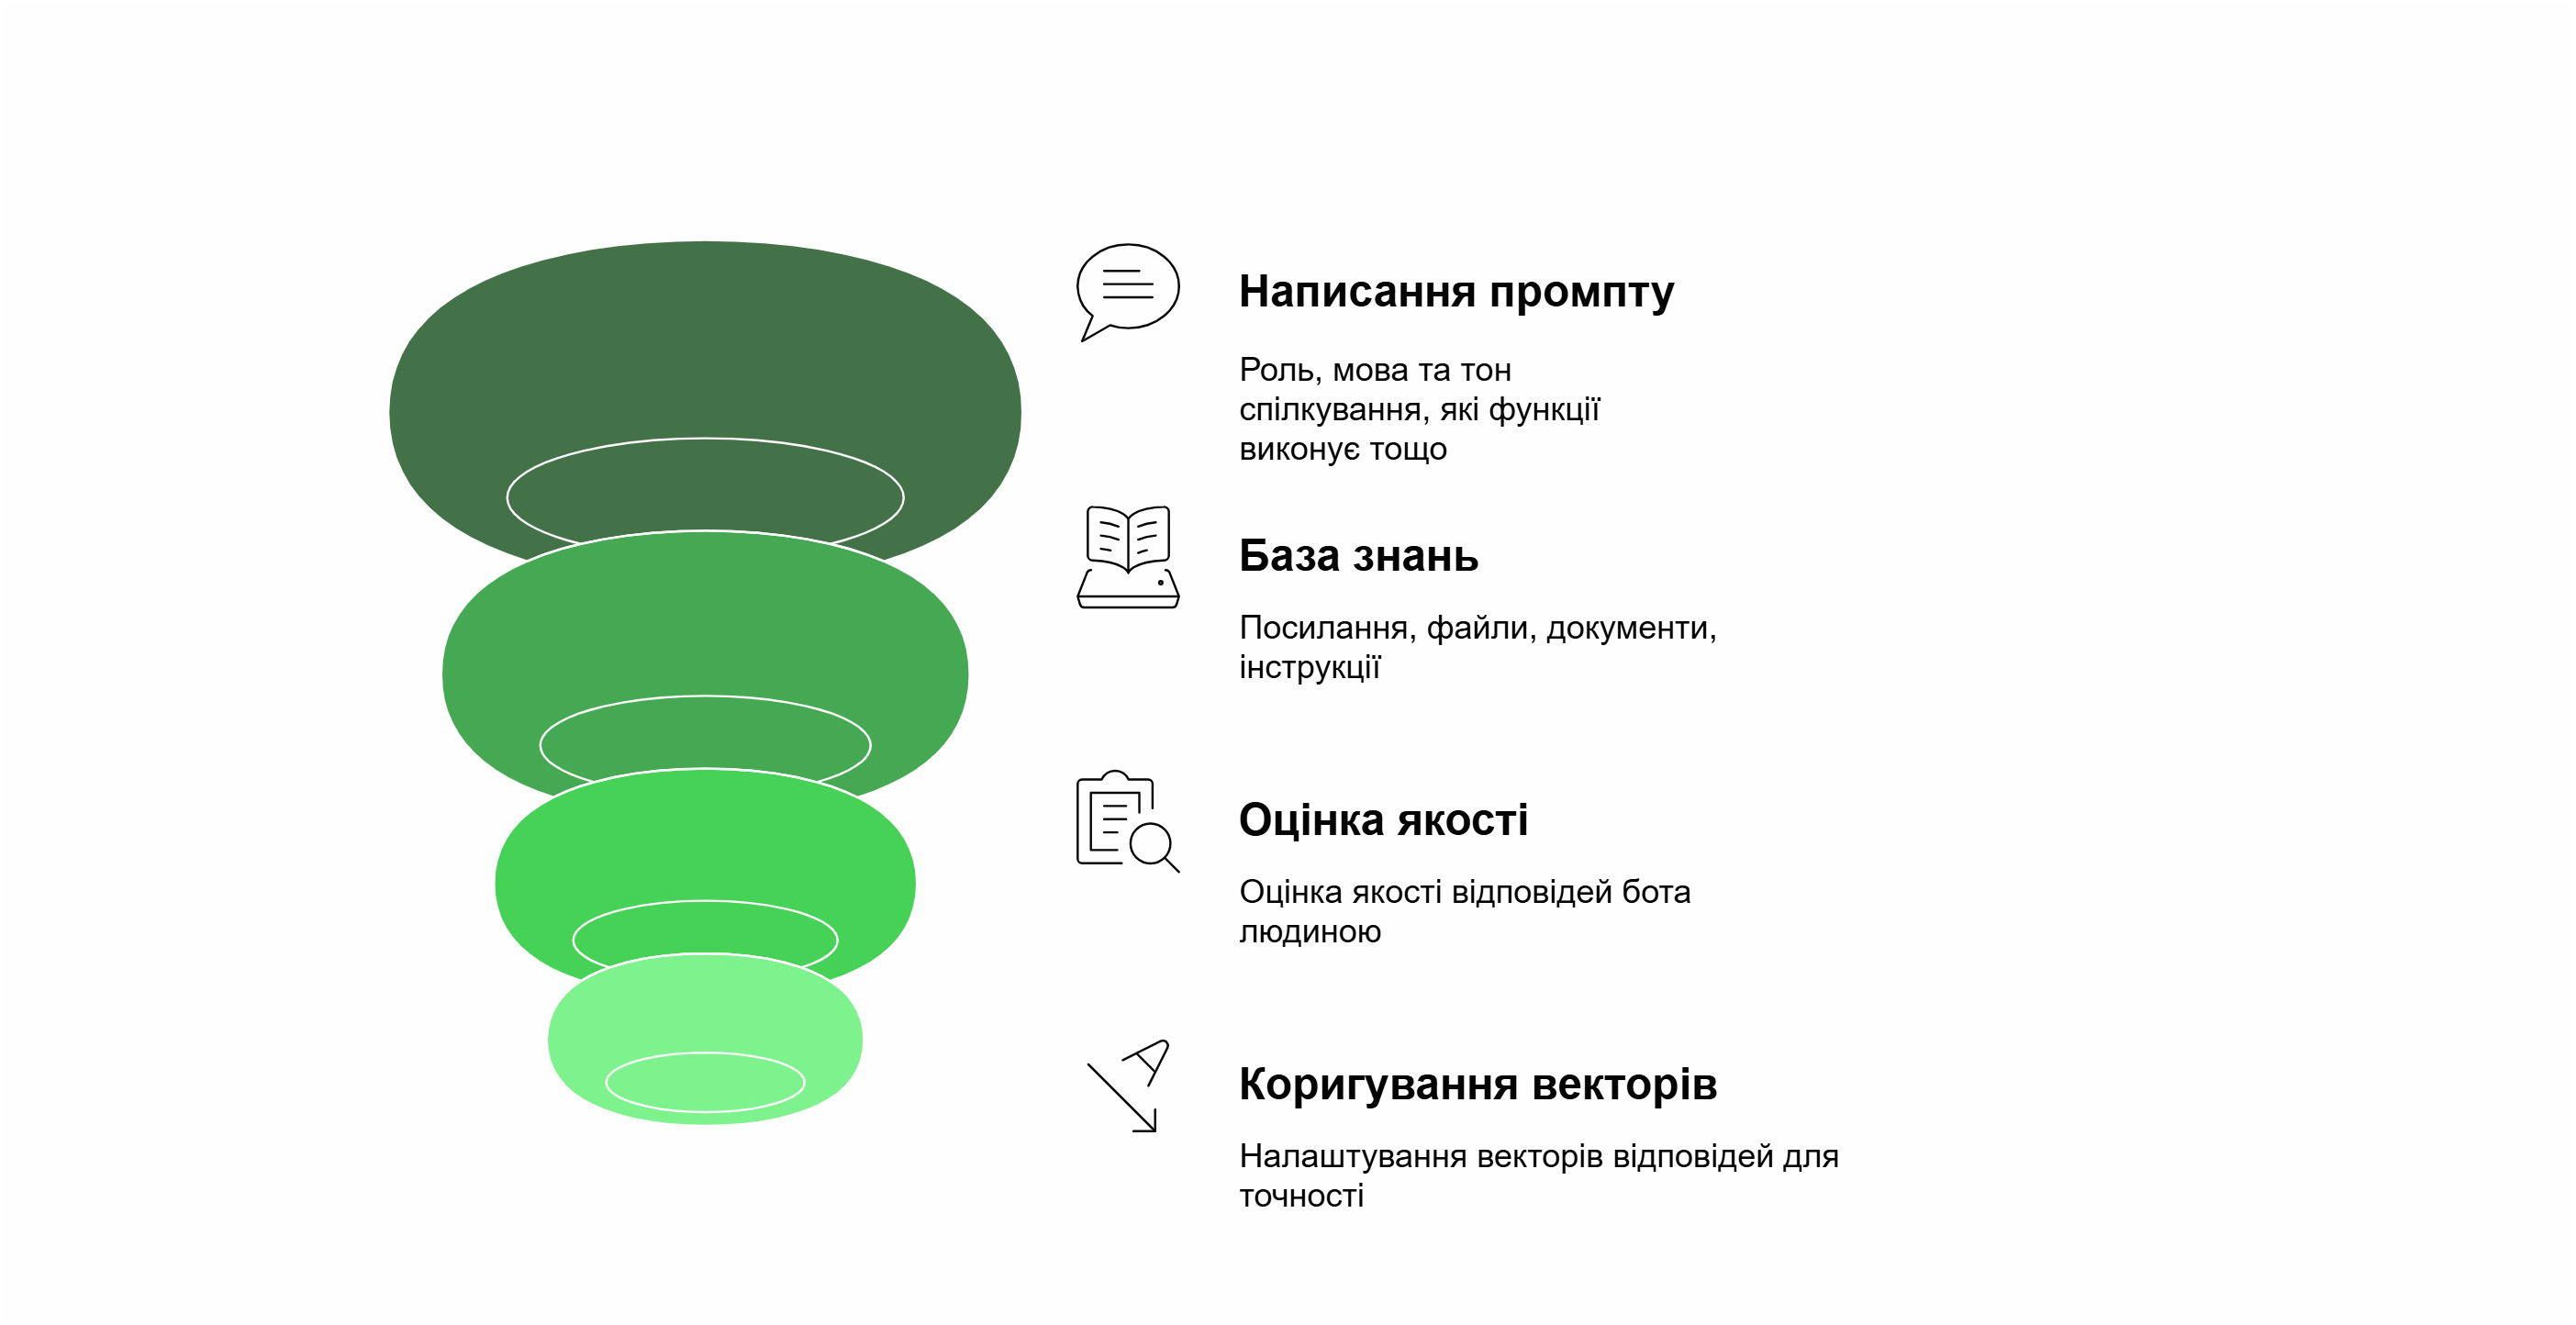 Написання промпту
Роль, мова та тон
спілкування, які функції
виконує тощо
База знань
Посилання, файли, документи,
інструкції
Оцінка якості
Оцінка якості відповідей бота
людиною
Коригування векторів
Налаштування векторів відповідей для
точності